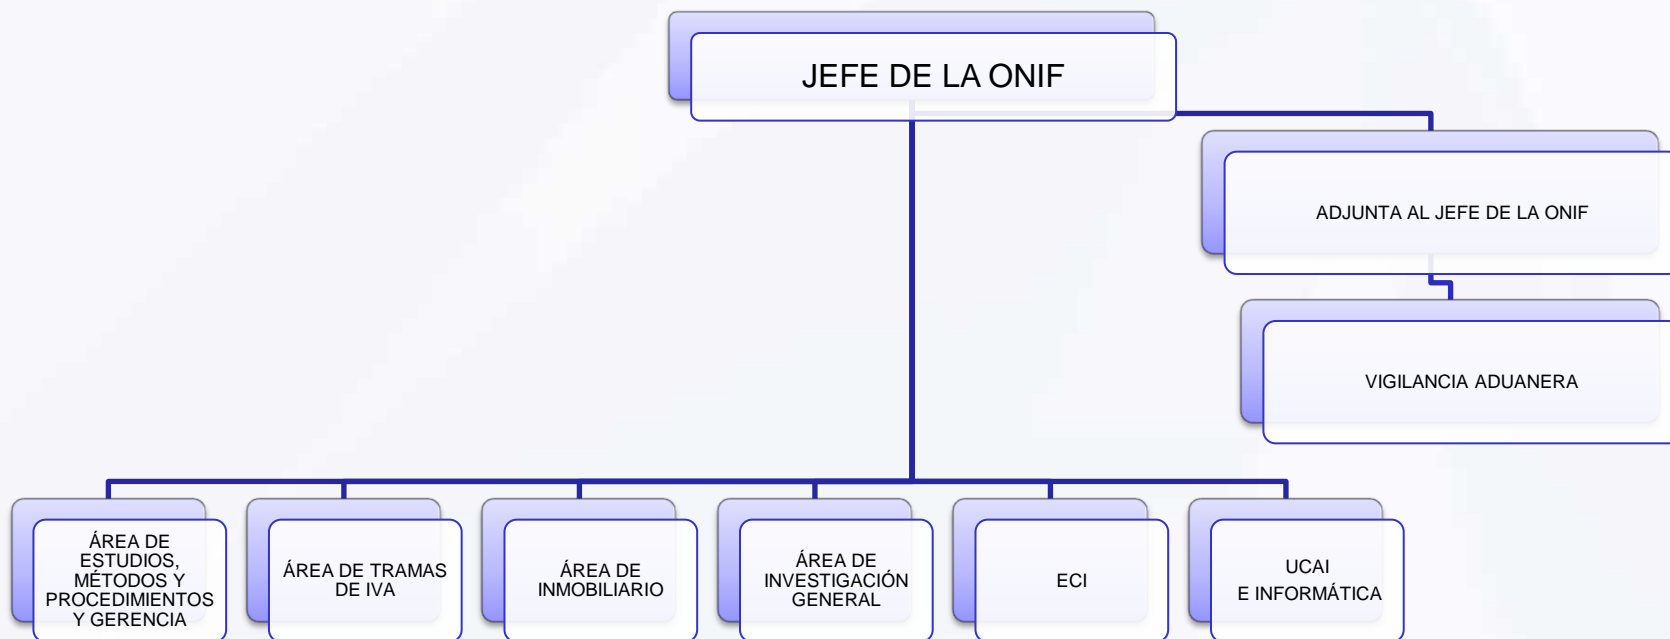 JEFE DE LA ONIF
ADJUNTA AL JEFE DE LA ONIF
VIGILANCIA ADUANERA
ÁREA DE
ESTUDIOS,
MÉTODOS Y
PROCEDIMIENTOS
Y GERENCIA
ÁREA DE TRAMAS
DE IVA
ÁREA DE
INMOBILIARIO
ÁREA DE
INVESTIGACIÓN
GENERAL
ECI
UCAI
E INFORMÁTICA